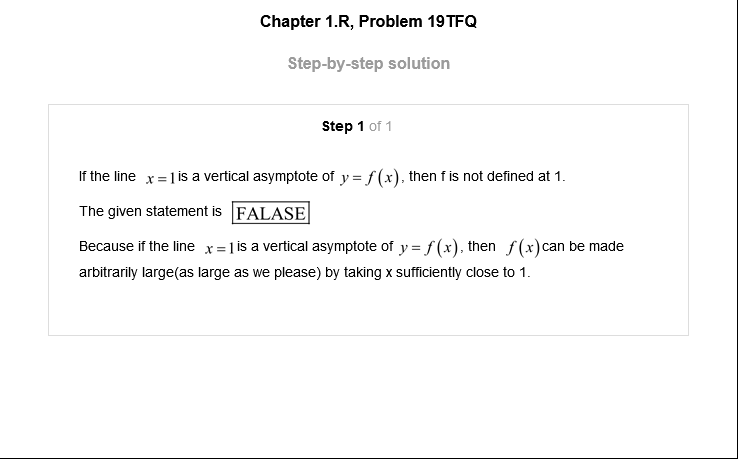 Chapter 1.R, Problem 19TFQ
Step-by-step solution
Step 1 of 1
If the line x = 1 is a vertical asymptote of y = f(x), then f is not defined at 1.
The given statement is FALASE
Because if the line x = 1 is a vertical asymptote of y = f(x), then f(x) can be made
arbitrarily large(as large as we please) by taking x sufficiently close to 1.